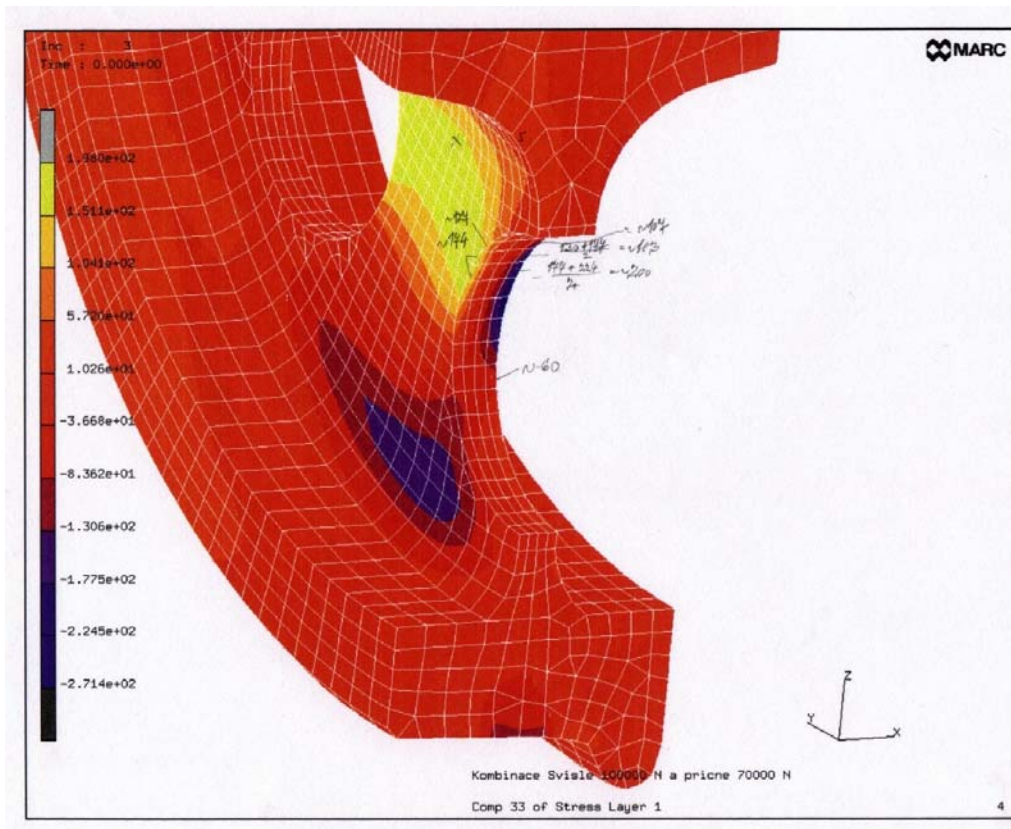 Inc : 3
Time : 0.000e+00
MARC
1.980e+02
1.511e+02
1.041e+02
5.720e+01
1.026e+01
-3.668e+01
-8.362e+01
-1.306e+02
-1.775e+02
-2.245e+02
-2.714e+02
~144
= ~200
~-60
Z
Y
X
Kombinace Svisle 100000 N a pricne 70000 N
Comp 33 of Stress Layer 1
4